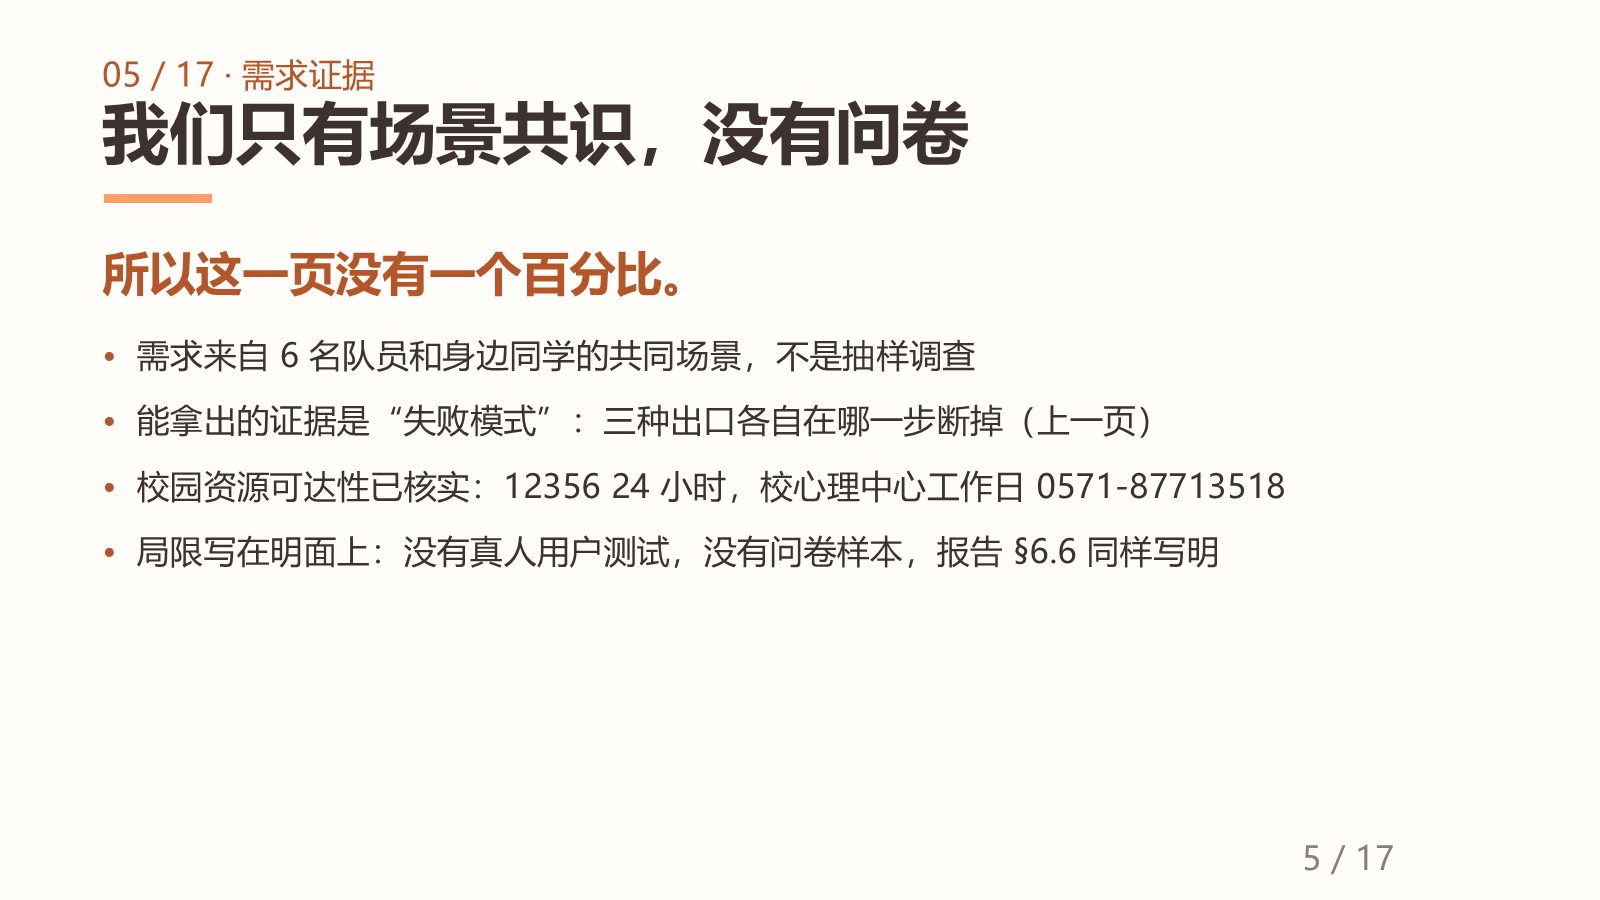 05 / 17 · 需求证据
我们只有场景共识，没有问卷
所以这一页没有一个百分比。
• 需求来自 6 名队员和身边同学的共同场景，不是抽样调查
• 能拿出的证据是“失败模式”：三种出口各自在哪一步断掉（上一页）
• 校园资源可达性已核实：12356 24 小时，校心理中心工作日 0571-87713518
• 局限写在明面上：没有真人用户测试，没有问卷样本，报告 §6.6 同样写明
5 / 17